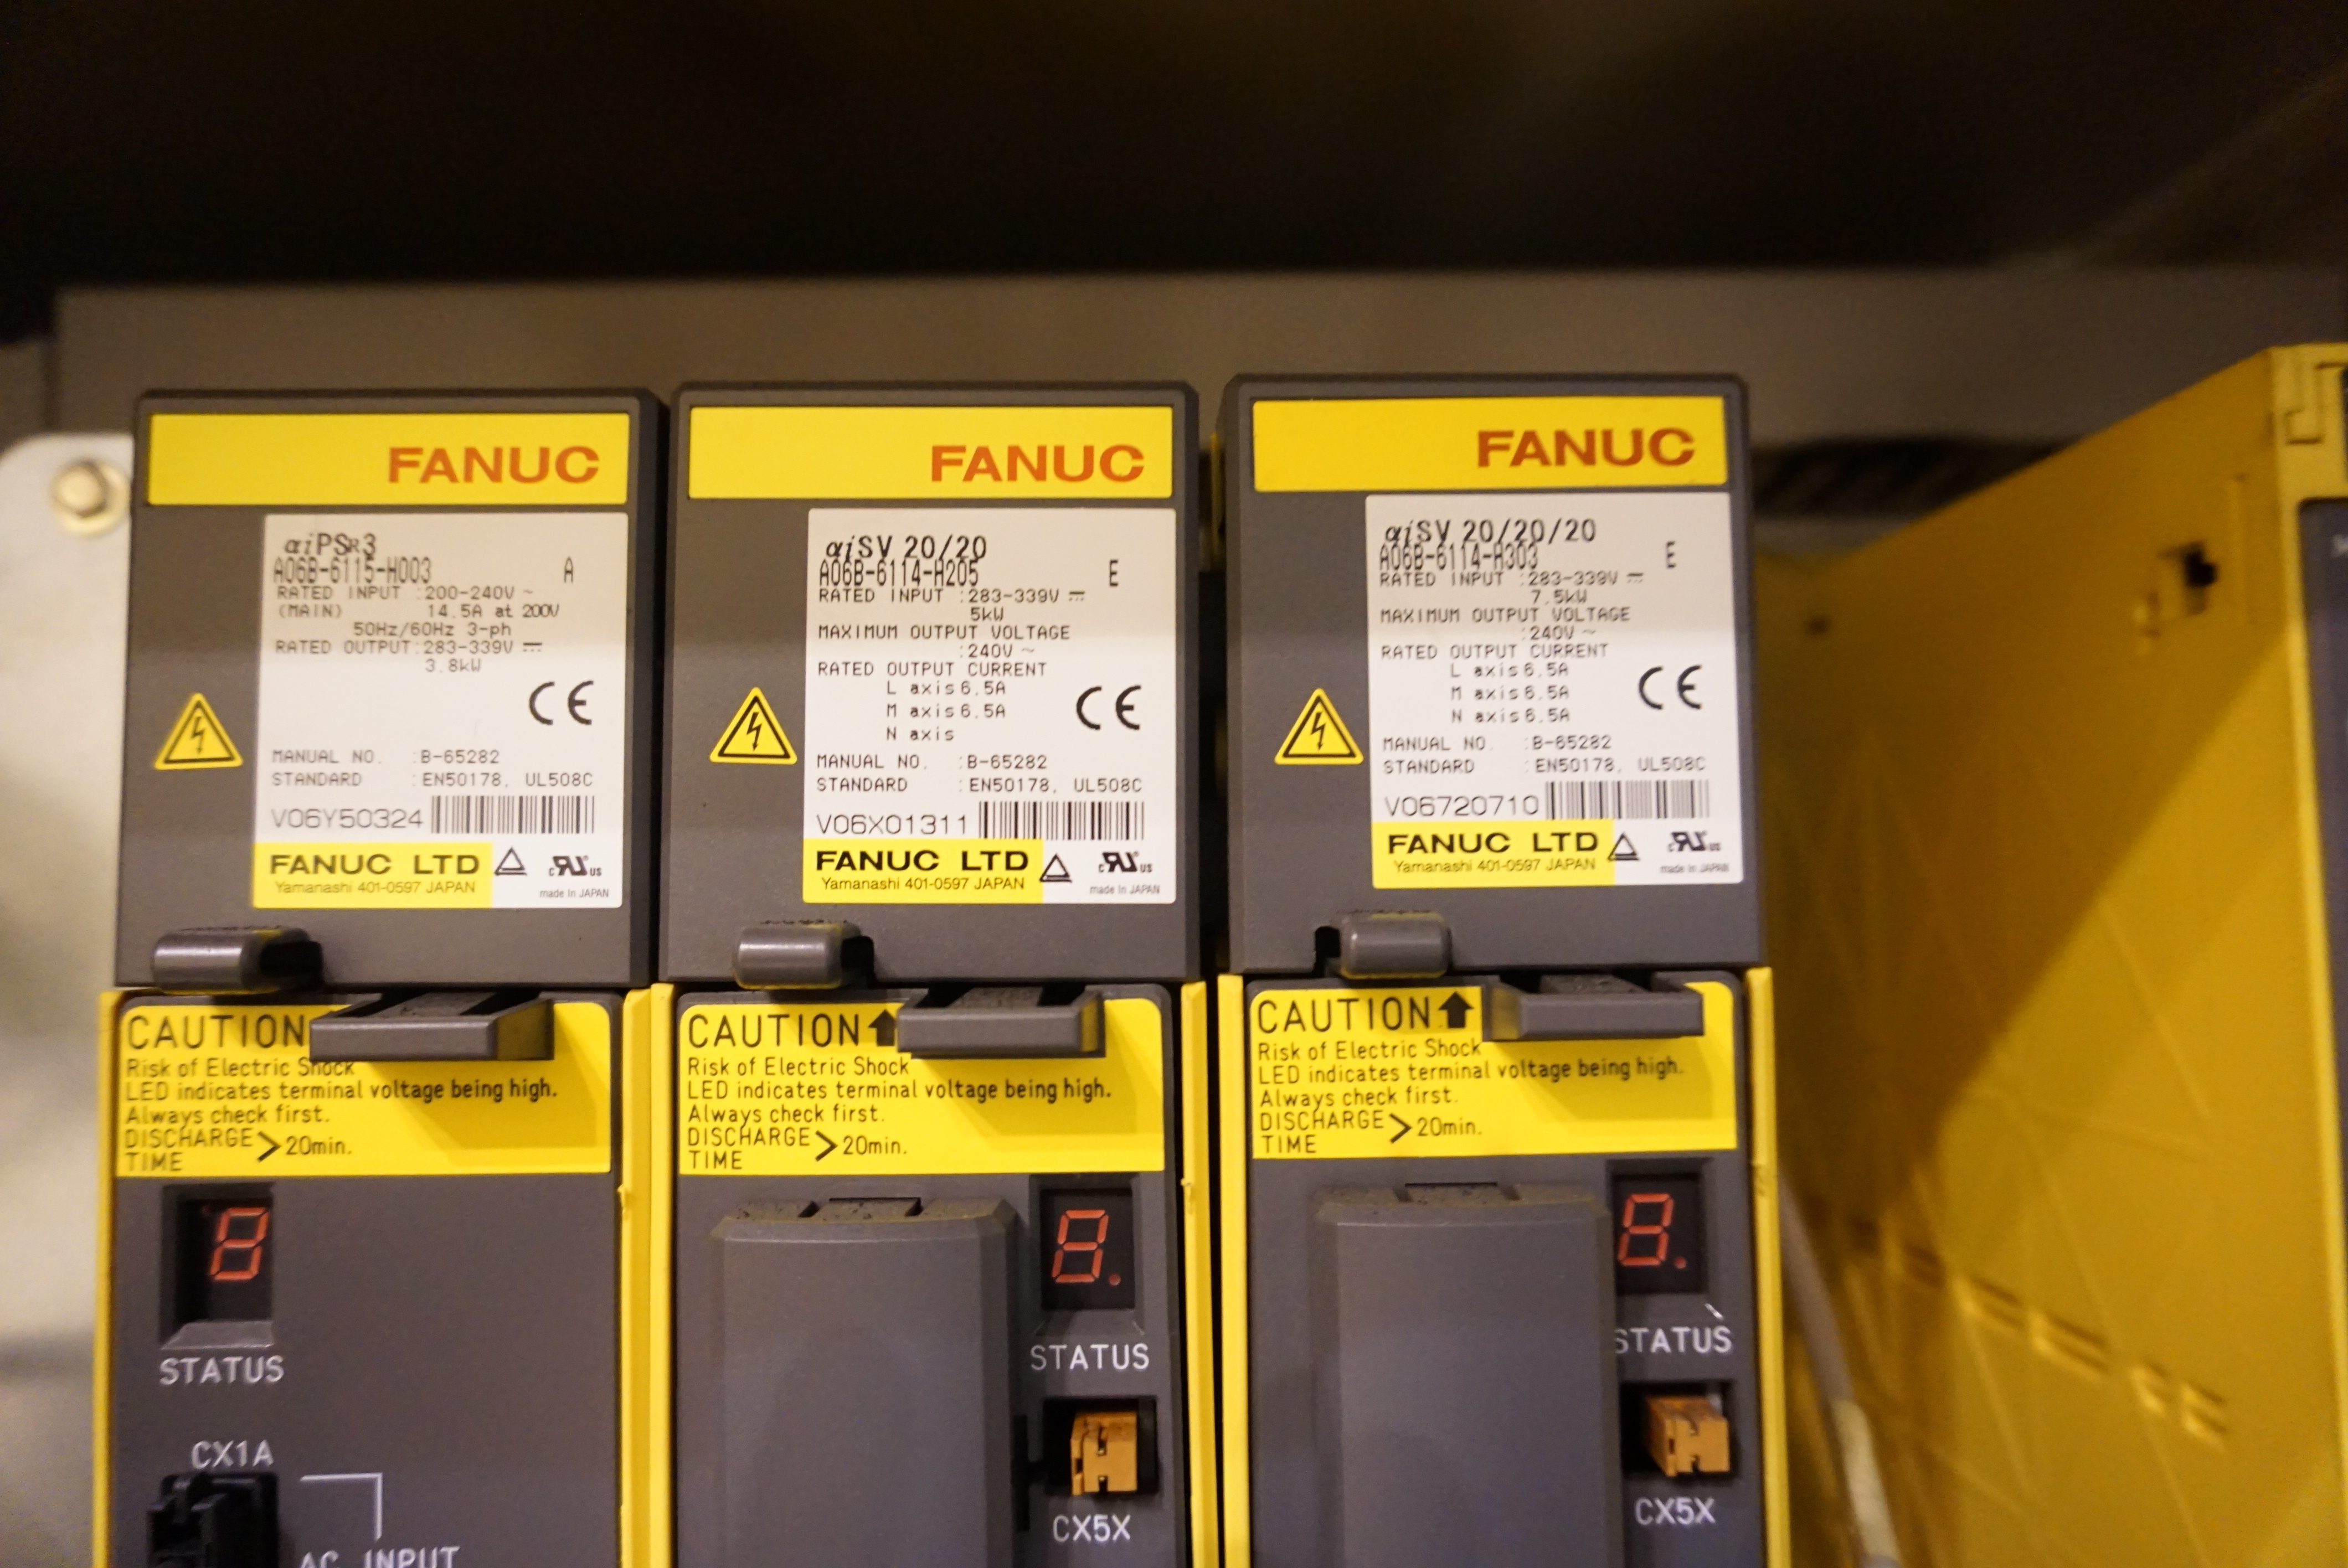 FANUC
αiPSR3
A06B-6115-H003 A
RATED INPUT :200-240V ~
(MAIN) 14.5A at 200V
50Hz/60Hz 3-ph
RATED OUTPUT:283-339V ⎓
3.8kW
CE
MANUAL NO. :B-65282
STANDARD :EN50178, UL508C
V06Y50324
FANUC LTD
Yamanashi 401-0597 JAPAN
c RU us
made in JAPAN
CAUTION
Risk of Electric Shock
LED indicates terminal voltage being high.
Always check first.
DISCHARGE TIME > 20min.
8
STATUS
CX1A
AC INPUT
FANUC
αiSV 20/20
A06B-6114-H205 E
RATED INPUT :283-339V ⎓
5kW
MAXIMUM OUTPUT VOLTAGE
:240V ~
RATED OUTPUT CURRENT
L axis 6.5A
M axis 6.5A
N axis
CE
MANUAL NO. :B-65282
STANDARD :EN50178, UL508C
V06X01311
FANUC LTD
Yamanashi 401-0597 JAPAN
c RU us
made in JAPAN
CAUTION
Risk of Electric Shock
LED indicates terminal voltage being high.
Always check first.
DISCHARGE TIME > 20min.
8.
STATUS
CX5X
FANUC
αiSV 20/20/20
A06B-6114-H303 E
RATED INPUT :283-339V ⎓
7.5kW
MAXIMUM OUTPUT VOLTAGE
:240V ~
RATED OUTPUT CURRENT
L axis 6.5A
M axis 6.5A
N axis 6.5A
CE
MANUAL NO. :B-65282
STANDARD :EN50178, UL508C
V06720710
FANUC LTD
Yamanashi 401-0597 JAPAN
c RU us
made in JAPAN
CAUTION
Risk of Electric Shock
LED indicates terminal voltage being high.
Always check first.
DISCHARGE TIME > 20min.
8.
STATUS
CX5X